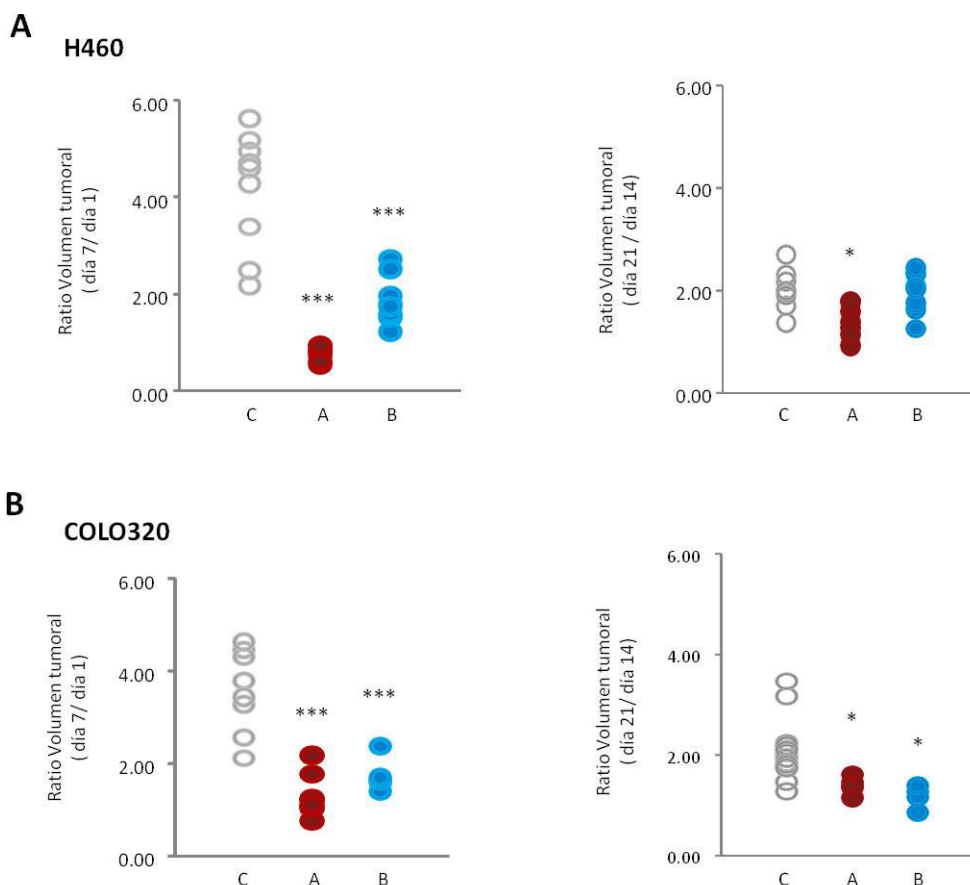 A
H460
Ratio Volumen tumoral
( día 7/ día 1)
6.00
4.00
2.00
0.00
***
***
C A B
Ratio Volumen tumoral
( día 21 / día 14)
6.00
4.00
2.00
0.00
*
C A B
B
COLO320
Ratio Volumen tumoral
( día 7/ día 1)
6.00
4.00
2.00
0.00
***
***
C A B
Ratio Volumen tumoral
( día 21/ día 14)
6.00
4.00
2.00
0.00
*
*
C A B